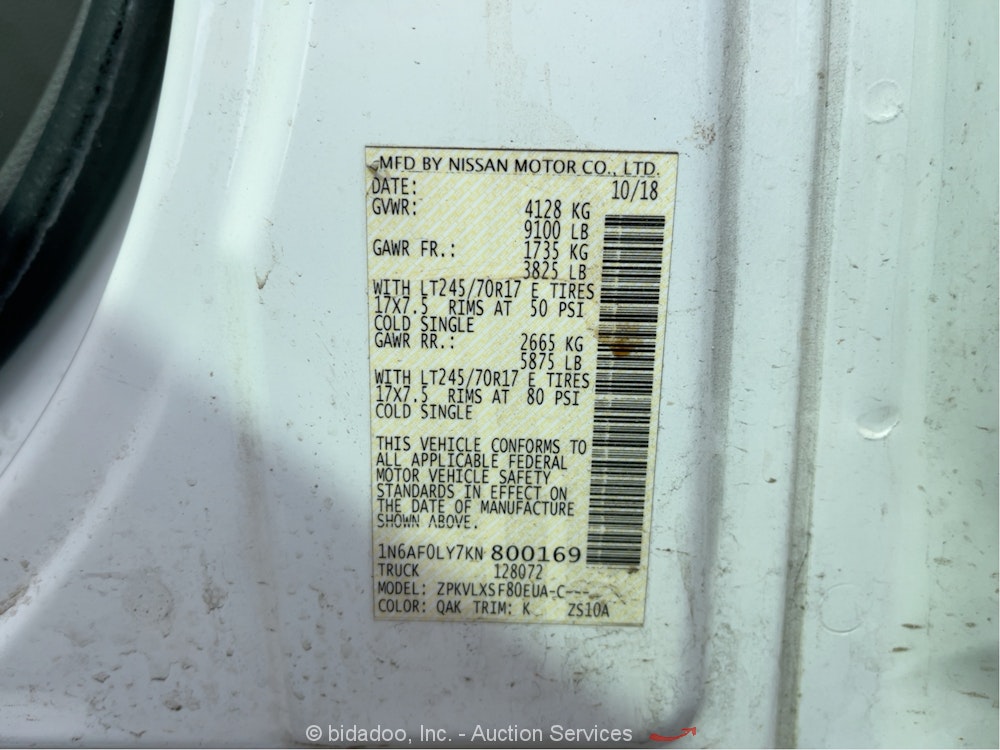 MFD BY NISSAN MOTOR CO., LTD.
DATE: 10/18
GVWR: 4128 KG
9100 LB
GAWR FR.: 1735 KG
3825 LB
WITH LT245/70R17 E TIRES
17X7.5 RIMS AT 50 PSI
COLD SINGLE
GAWR RR.: 2665 KG
5875 LB
WITH LT245/70R17 E TIRES
17X7.5 RIMS AT 80 PSI
COLD SINGLE
THIS VEHICLE CONFORMS TO
ALL APPLICABLE FEDERAL
MOTOR VEHICLE SAFETY
STANDARDS IN EFFECT ON
THE DATE OF MANUFACTURE
SHOWN ABOVE.
1N6AF0LY7KN 800169
TRUCK 128072
MODEL: ZPKVLXSF80EUA-C---
COLOR: QAK TRIM: K ZS10A
© bidadoo, Inc. - Auction Services